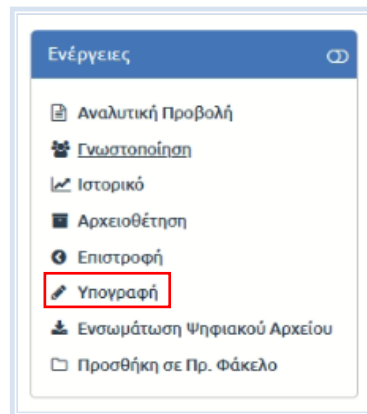 Ενέργειες
Αναλυτική Προβολή
Γνωστοποίηση
Ιστορικό
Αρχειοθέτηση
Επιστροφή
Υπογραφή
Ενσωμάτωση Ψηφιακού Αρχείου
Προσθήκη σε Πρ. Φάκελο